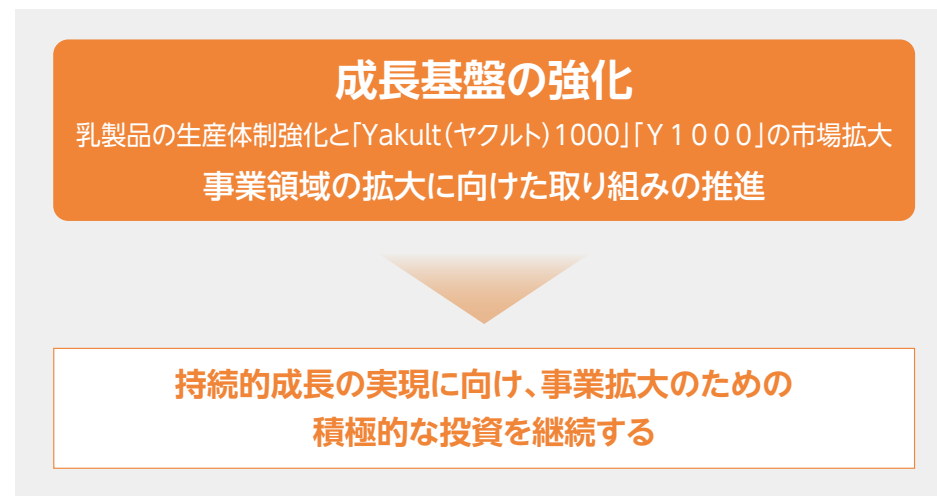 成長基盤の強化
乳製品の生産体制強化と「Yakult(ヤクルト)1000」「Ｙ１０００」の市場拡大
事業領域の拡大に向けた取り組みの推進
持続的成長の実現に向け、事業拡大のための
積極的な投資を継続する